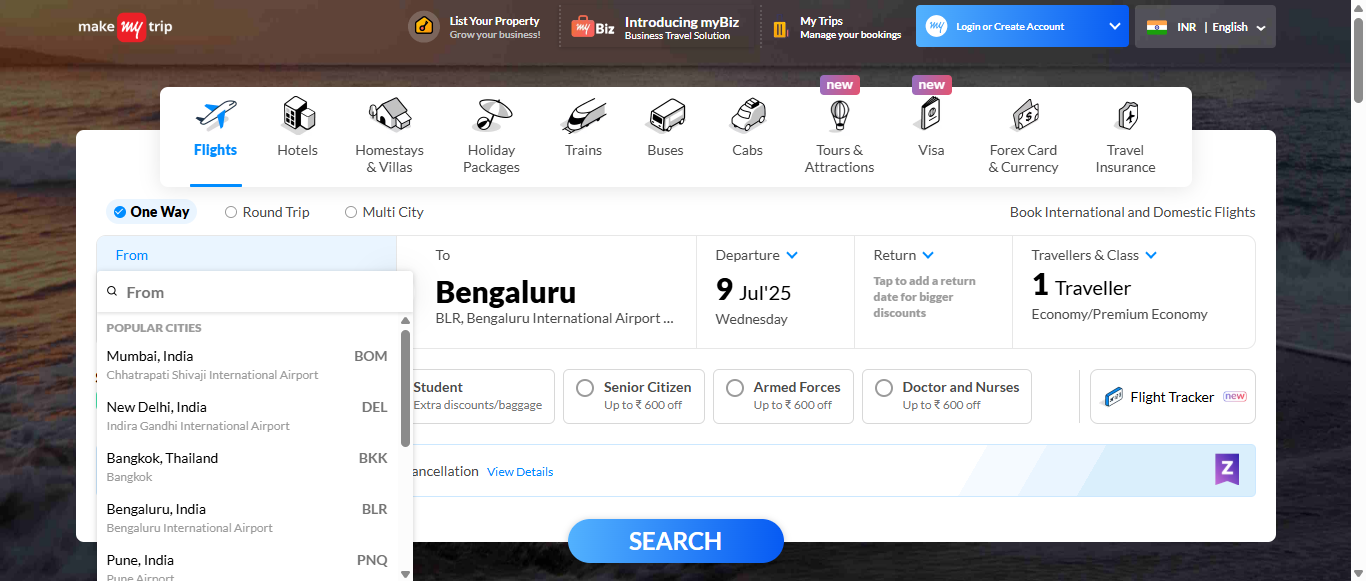 make my trip
List Your Property
Grow your business!
my Biz
Introducing myBiz
Business Travel Solution
My Trips
Manage your bookings
my
Login or Create Account
INR | English
new
new
Flights
Hotels
Homestays
& Villas
Holiday
Packages
Trains
Buses
Cabs
Tours &
Attractions
Visa
Forex Card
& Currency
Travel
Insurance
One Way
Round Trip
Multi City
Book International and Domestic Flights
From
To
Departure
Return
Travellers & Class
From
Bengaluru
BLR, Bengaluru International Airport ...
9 Jul'25
Wednesday
Tap to add a return
date for bigger
discounts
1 Traveller
Economy/Premium Economy
POPULAR CITIES
Mumbai, India BOM
Chhatrapati Shivaji International Airport
New Delhi, India DEL
Indira Gandhi International Airport
Bangkok, Thailand BKK
Bangkok
Bengaluru, India BLR
Bengaluru International Airport
Pune, India PNQ
Pune Airport
Student
Extra discounts/baggage
Senior Citizen
Up to ₹ 600 off
Armed Forces
Up to ₹ 600 off
Doctor and Nurses
Up to ₹ 600 off
Flight Tracker new
ancellation View Details
Z
SEARCH